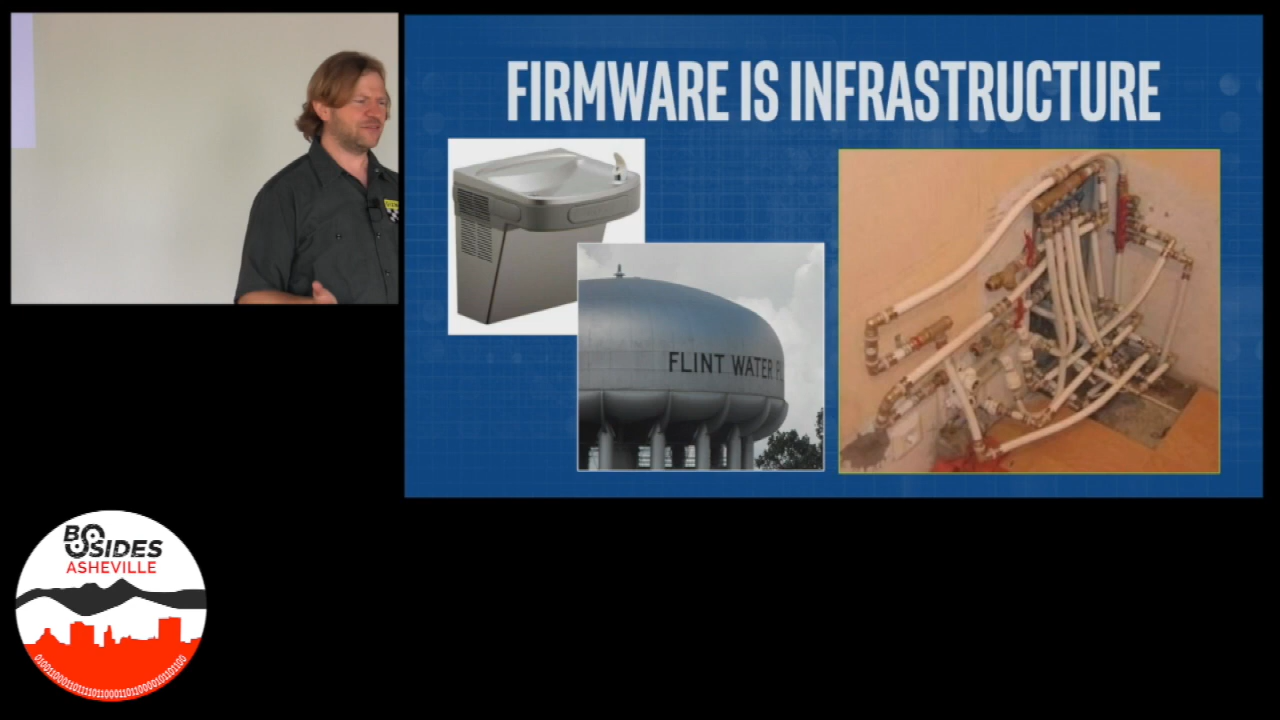 FIRMWARE IS INFRASTRUCTURE
FLINT WATER P
BSIDES
ASHEVILLE